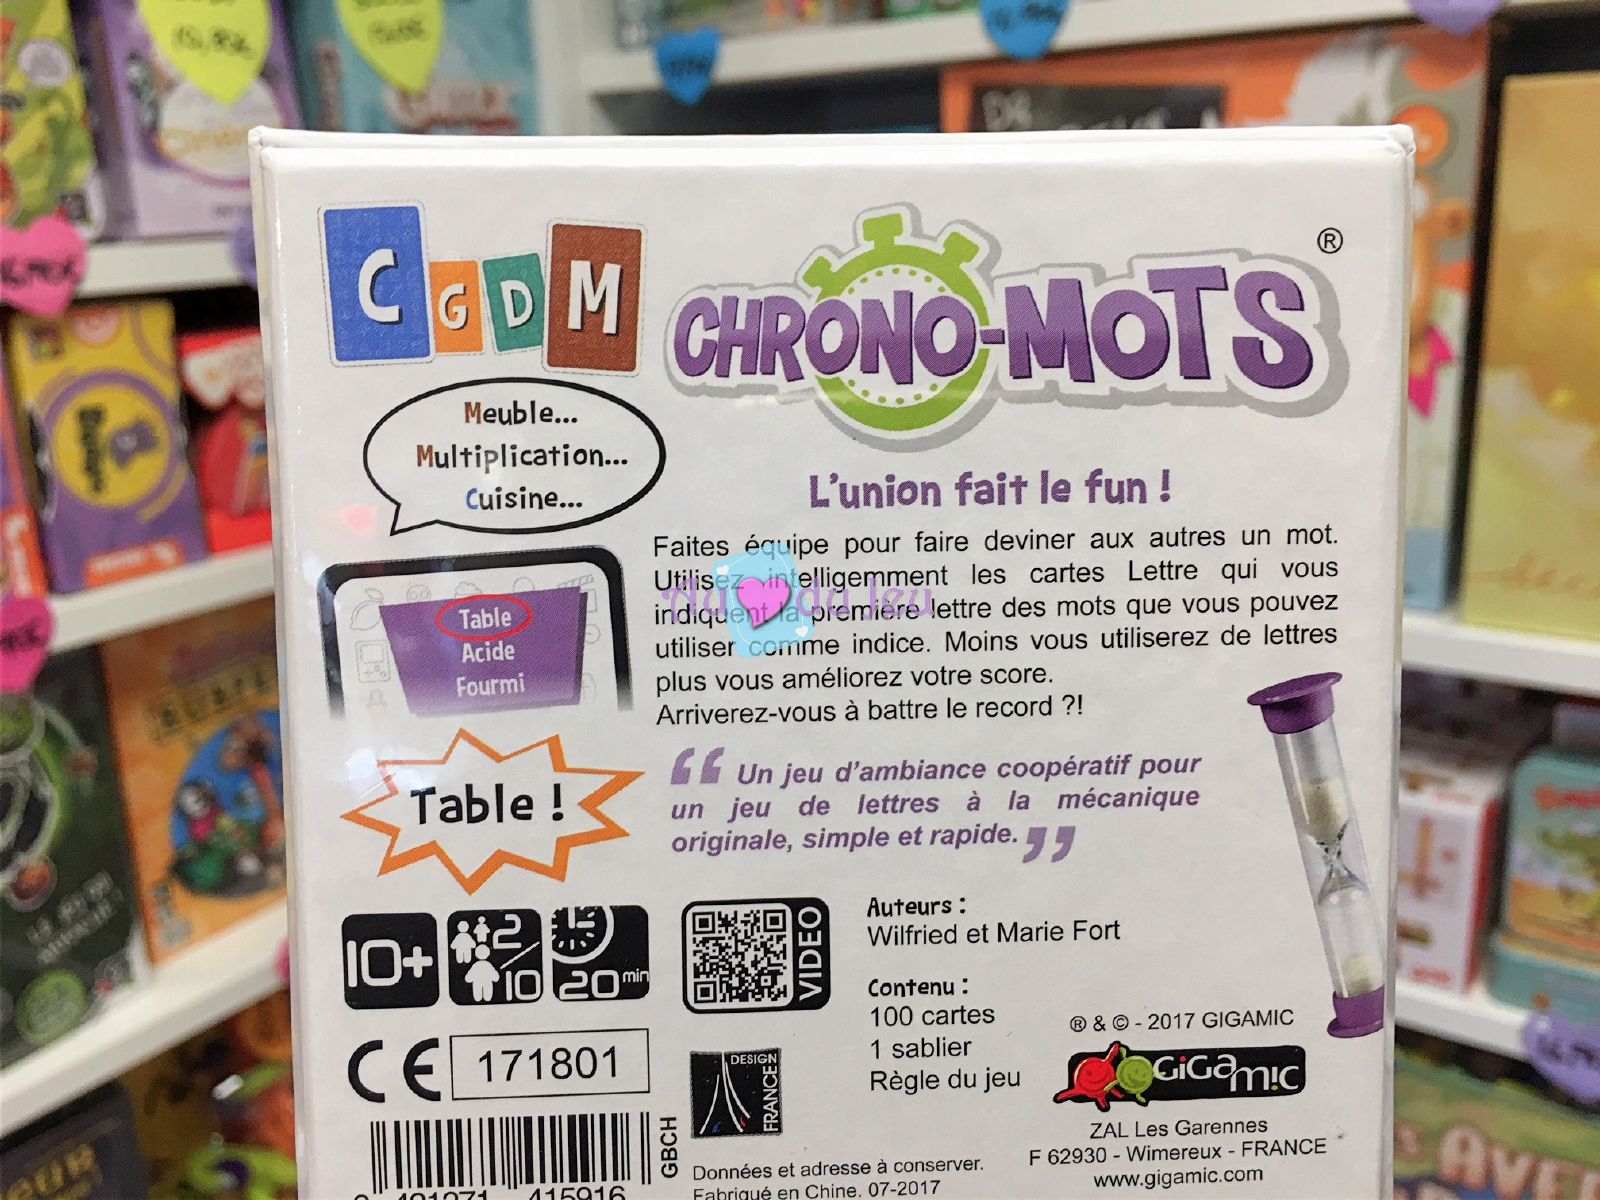 C G D M
CHRONO-MOTS ®
Meuble...
Multiplication...
Cuisine...
L'union fait le fun !
Faites équipe pour faire deviner aux autres un mot.
Utilisez intelligemment les cartes Lettre qui vous
indiquent la première lettre des mots que vous pouvez
utiliser comme indice. Moins vous utiliserez de lettres
plus vous améliorez votre score.
Arriverez-vous à battre le record ?!
Au du Jeu
Table
Acide
Fourmi
Table !
“ Un jeu d'ambiance coopératif pour
un jeu de lettres à la mécanique
originale, simple et rapide. ”
10+
2/10
20 min
VIDEO
Auteurs :
Wilfried et Marie Fort
Contenu :
100 cartes
1 sablier
Règle du jeu
® & © - 2017 GIGAMIC
GiGamic
ZAL Les Garennes
F 62930 - Wimereux - FRANCE
www.gigamic.com
CE 171801
DESIGN
FRANCE
GBCH
Données et adresse à conserver.
Fabriqué en Chine. 07-2017
421271 415916